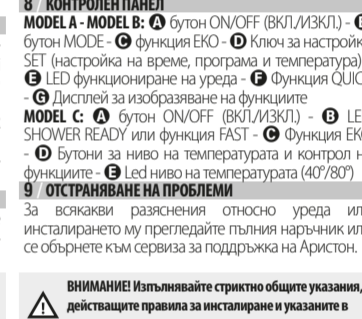 8 / КОНТРОЛЕН ПАНЕЛ
MODEL A - MODEL B: A бутон ON/OFF (ВКЛ./ИЗКЛ.) - B
бутон MODE - C функция ЕКО - D Ключ за настройк
SET (настройка на време, програма и температура)
E LED функциониране на уреда - F Функция QUIC
- G Дисплей за изобразяване на функциите
MODEL C: A бутон ON/OFF (ВКЛ./ИЗКЛ.) - B LE
SHOWER READY или функция FAST - C Функция ЕК
- D Бутони за ниво на температурата и контрол н
функциите - E Led ниво на температурата (40°/80°)
9 / ОТСТРАНЯВАНЕ НА ПРОБЛЕМИ
За всякакви разяснения относно уреда ил
инсталирането му прегледайте пълния наръчник ил
се обърнете към сервиза за поддръжка на Аристон.
ВНИМАНИЕ! Изпълнявайте стриктно общите указания,
действащите правила за инсталиране и указаните в